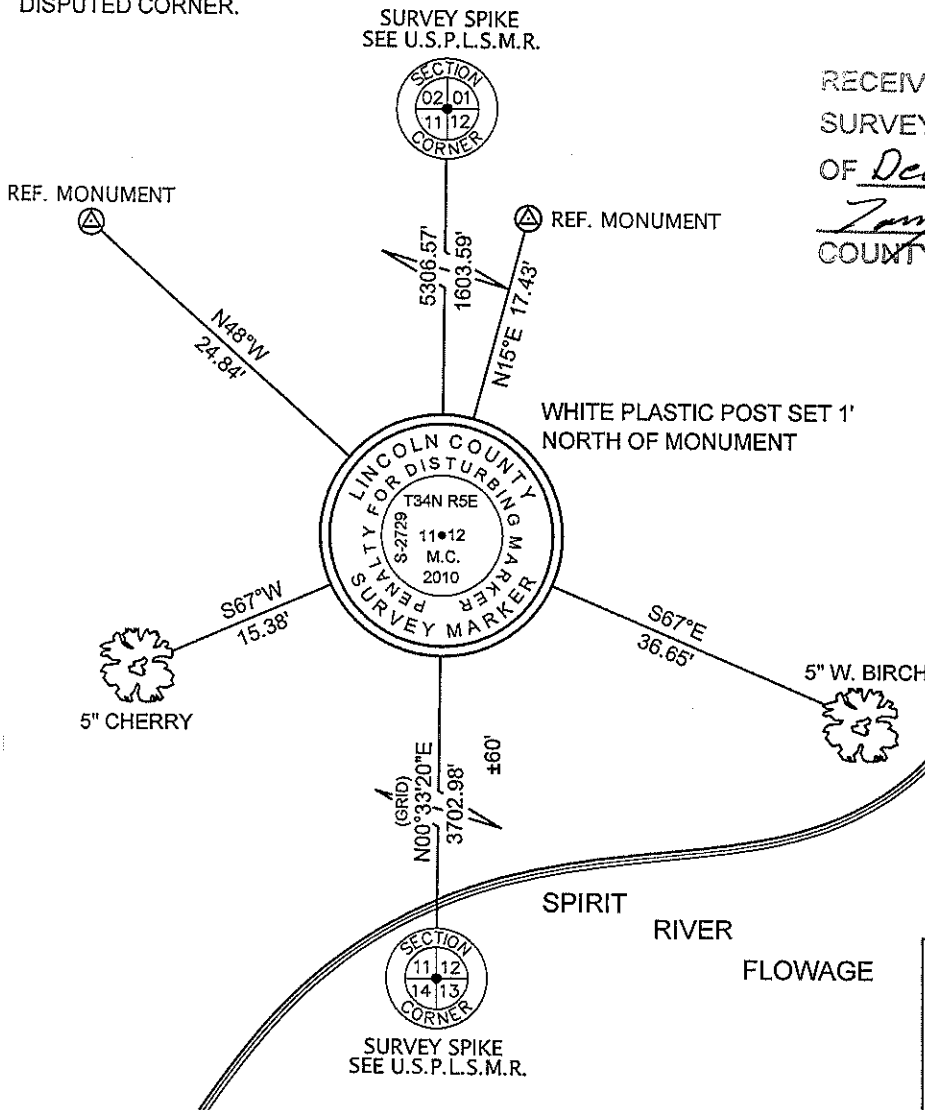 DISPUTED CORNER.
SURVEY SPIKE
SEE U.S.P.L.S.M.R.
SECTION
02 01
11 12
CORNER
RECEIV
SURVEY
OF
COUNTY
REF. MONUMENT
REF. MONUMENT
5306.57'
1603.59'
N15°E 17.43'
N48°W
24.84'
WHITE PLASTIC POST SET 1'
NORTH OF MONUMENT
LINCOLN COUNTY
SURVEY MARKER
PENALTY FOR DISTURBING MARKER
T34N R5E
S-2729
11•12
M.C.
2010
S67°W
15.38'
5" CHERRY
S67°E
36.65'
5" W. BIRCH
(GRID)
N00°33'20"E
3702.98'
±60'
SPIRIT
RIVER
FLOWAGE
SECTION
11 12
14 13
CORNER
SURVEY SPIKE
SEE U.S.P.L.S.M.R.